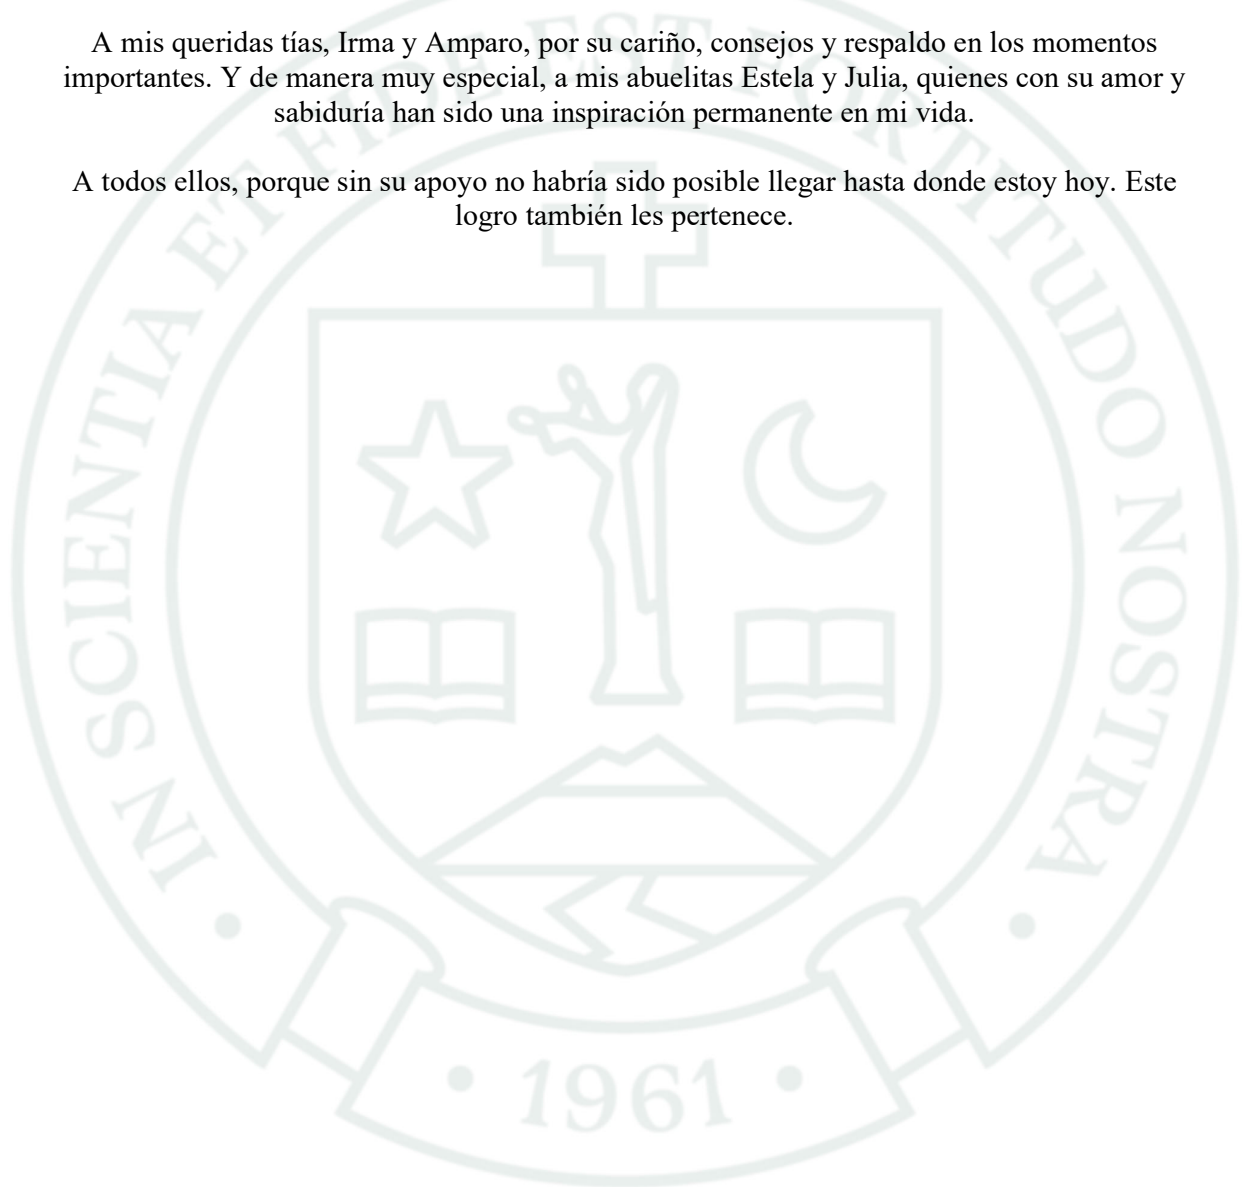 A mis queridas tías, Irma y Amparo, por su cariño, consejos y respaldo en los momentos
importantes. Y de manera muy especial, a mis abuelitas Estela y Julia, quienes con su amor y
sabiduría han sido una inspiración permanente en mi vida.
A todos ellos, porque sin su apoyo no habría sido posible llegar hasta donde estoy hoy. Este
logro también les pertenece.
IN SCIENTIA ET FIDE EST FORTITUDO NOSTRA
• 1961 •